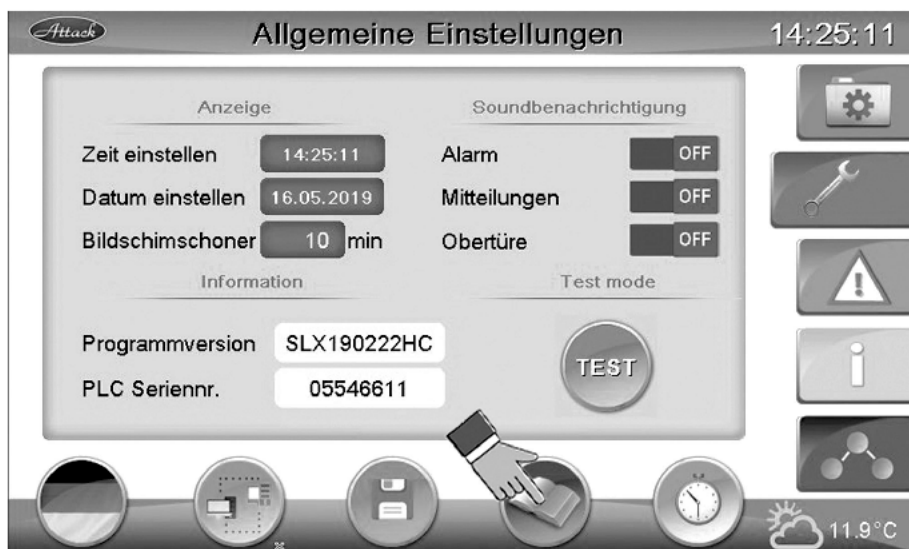 Attack
Allgemeine Einstellungen
14:25:11
Anzeige
Zeit einstellen 14:25:11
Datum einstellen 16.05.2019
Bildschimschoner 10 min
Soundbenachrichtigung
Alarm OFF
Mitteilungen OFF
Obertüre OFF
Information
Programmversion SLX190222HC
PLC Seriennr. 05546611
Test mode
TEST
11.9°C